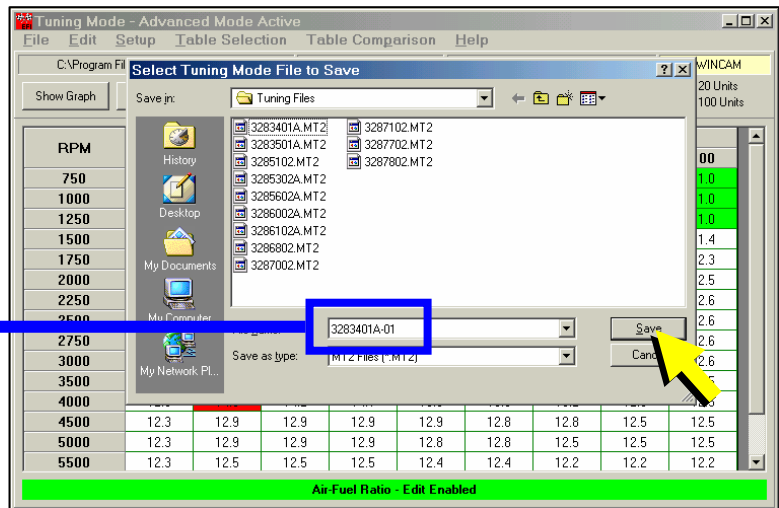 EFI Tuning Mode - Advanced Mode Active
File Edit Setup Table Selection Table Comparison Help
C:\Program Fil WINCAM
Select Tuning Mode File to Save
Show Graph 20 Units
100 Units
Save in: Tuning Files
3283401A.MT2 3287102.MT2
3283501A.MT2 3287702.MT2
3285102.MT2 3287802.MT2
3285302A.MT2
3285602A.MT2
3286002A.MT2
3286102A.MT2
3286802.MT2
3287002.MT2
History
Desktop
My Documents
My Computer
My Network Pl...
3283401A-01 Save
Save as type: MT2 Files (*.MT2)
RPM 00
750 1.0
1000 1.0
1250 1.0
1500 1.4
1750 2.3
2000 2.5
2250 2.6
2500 2.6
2750 2.6
3000 2.6
3500
4000
4500 12.3 12.9 12.9 12.9 12.9 12.8 12.8 12.5 12.5
5000 12.3 12.9 12.9 12.9 12.8 12.8 12.5 12.5 12.5
5500 12.3 12.5 12.5 12.5 12.4 12.4 12.2 12.2 12.2
Air-Fuel Ratio - Edit Enabled